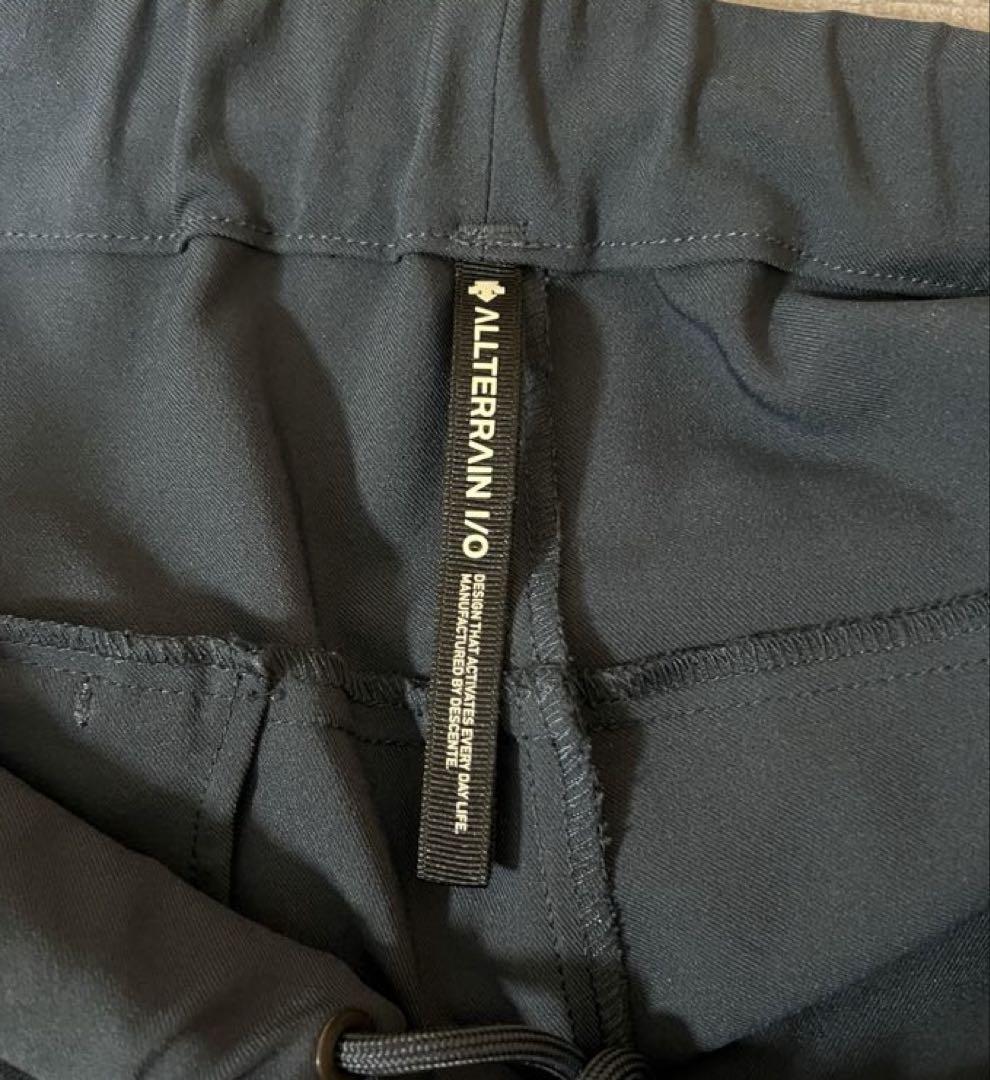 ALLTERRAIN I/O
DESIGN THAT ACTIVATES EVERY DAY LIFE.
MANUFACTURED BY DESCENTE.